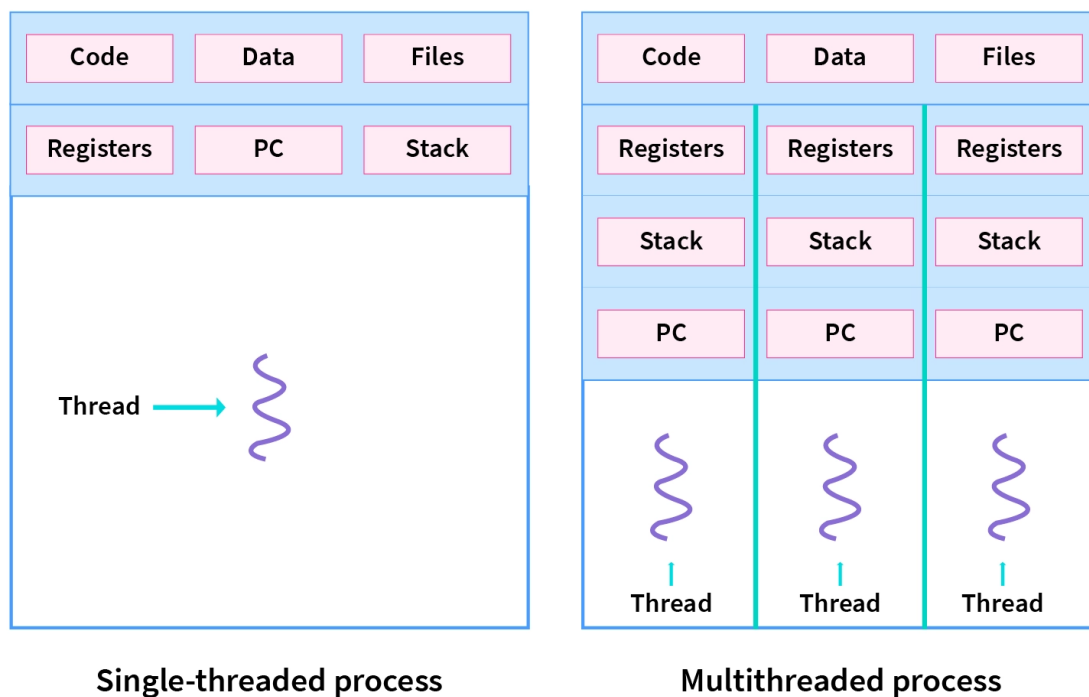 Code Data Files
Registers PC Stack
Thread
Single-threaded process
Code Data Files
Registers Registers Registers
Stack Stack Stack
PC PC PC
Thread Thread Thread
Multithreaded process